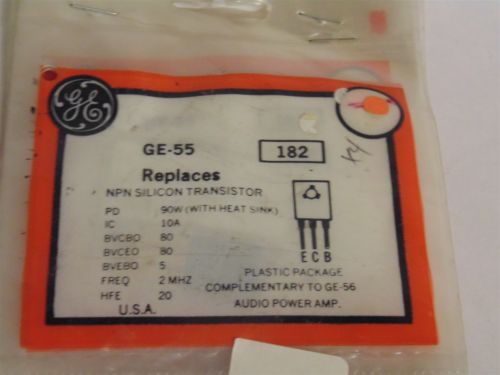 GE
GE-55
182
Replaces
NPN SILICON TRANSISTOR
PD 90W (WITH HEAT SINK)
IC 10A
BVCBO 80
BVCEO 80
BVEBO 5
FREQ 2 MHZ
HFE 20
U.S.A.
E C B
PLASTIC PACKAGE
COMPLEMENTARY TO GE-56
AUDIO POWER AMP.